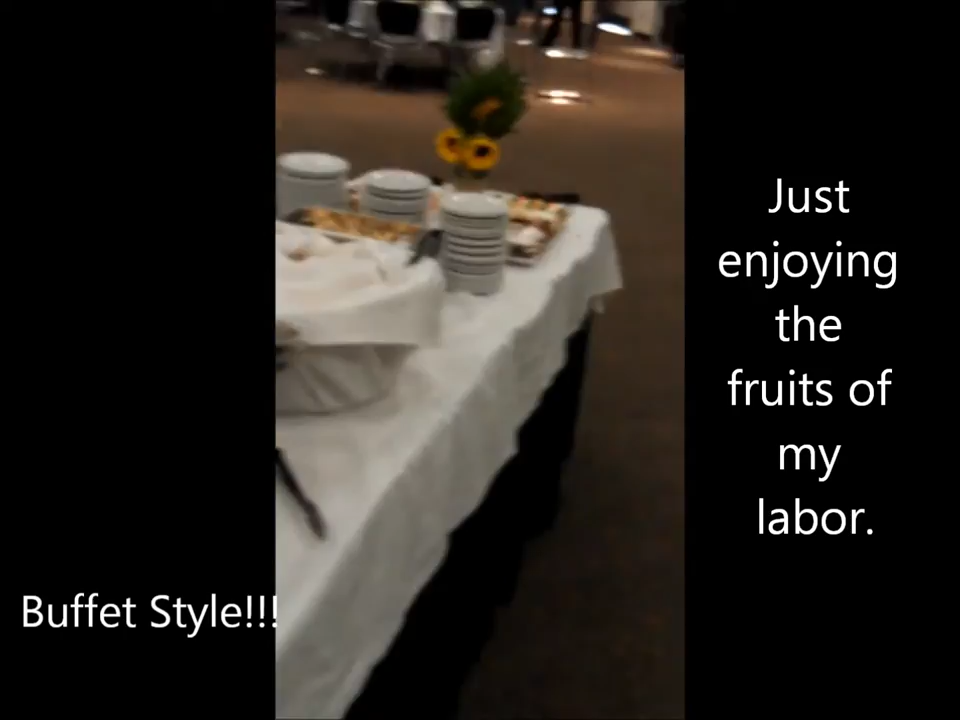 Just
enjoying
the
fruits of
my
labor.
Buffet Style!!!